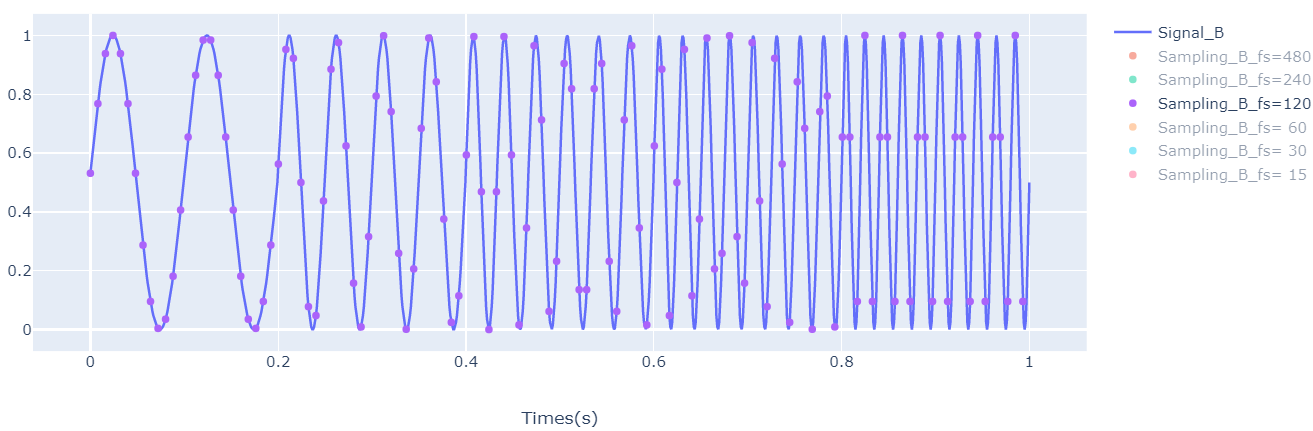 1
0.8
0.6
0.4
0.2
0
0 0.2 0.4 0.6 0.8 1
Times(s)
Signal_B
Sampling_B_fs=480
Sampling_B_fs=240
Sampling_B_fs=120
Sampling_B_fs= 60
Sampling_B_fs= 30
Sampling_B_fs= 15